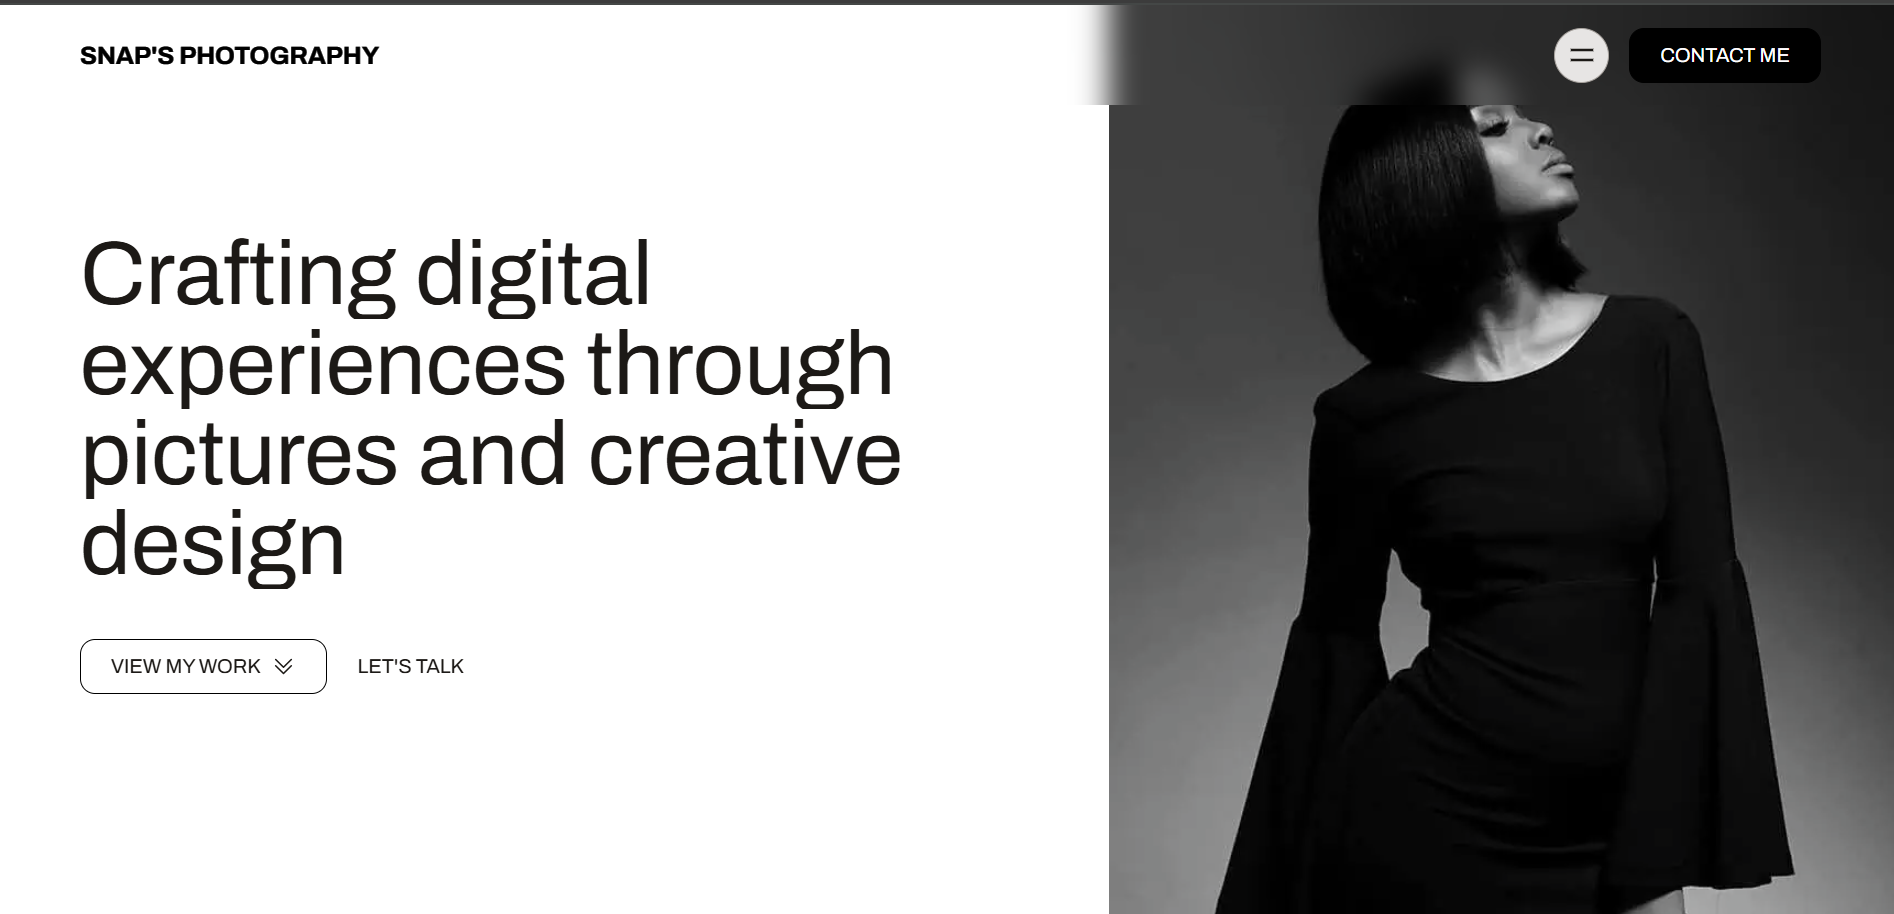 SNAP'S PHOTOGRAPHY
CONTACT ME
Crafting digital
experiences through
pictures and creative
design
VIEW MY WORK
LET'S TALK